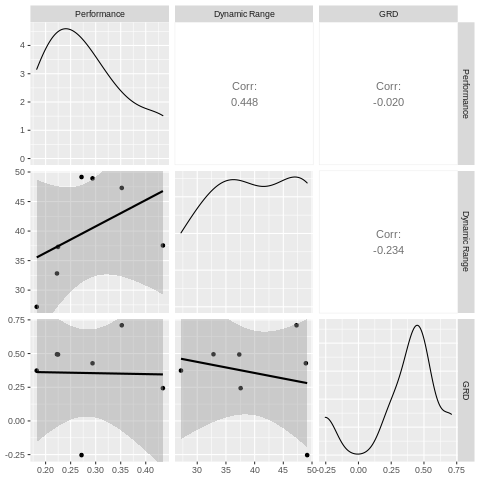 Performance
Dynamic Range
GRD
4
3
2
1
0
Corr:
0.448
Corr:
-0.020
Performance
50
45
40
35
30
Corr:
-0.234
Dynamic Range
0.75
0.50
0.25
0.00
-0.25
GRD
0.20 0.25 0.30 0.35 0.40
30 35 40 45 50
-0.25 0.00 0.25 0.50 0.75